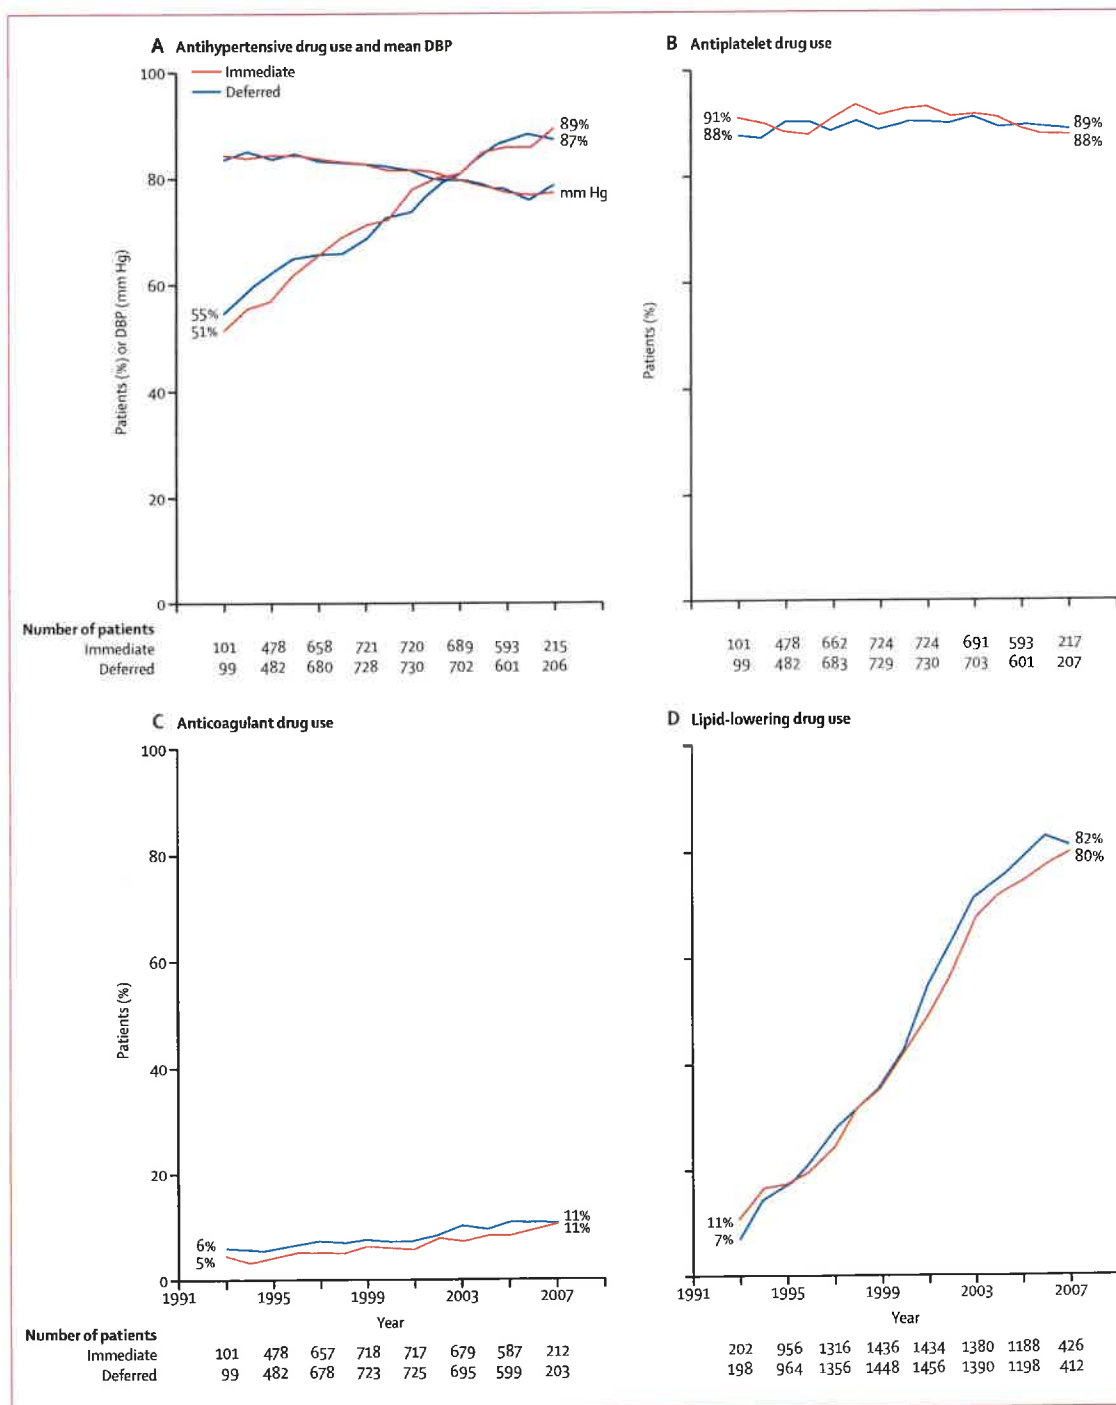 A Antihypertensive drug use and mean DBP
Immediate
Deferred
100
80
60
40
20
0
Patients (%) or DBP (mm Hg)
89%
87%
mm Hg
55%
51%
Number of patients
Immediate 101 478 658 721 720 689 593 215
Deferred 99 482 680 728 730 702 601 206
B Antiplatelet drug use
Patients (%)
91%
88%
89%
88%
101 478 662 724 724 691 593 217
99 482 683 729 730 703 601 207
C Anticoagulant drug use
100
80
60
40
20
0
Patients (%)
6%
5%
11%
11%
1991 1995 1999 2003 2007
Year
Number of patients
Immediate 101 478 657 718 717 679 587 212
Deferred 99 482 678 723 725 695 599 203
D Lipid-lowering drug use
82%
80%
11%
7%
1991 1995 1999 2003 2007
Year
202 956 1316 1436 1434 1380 1188 426
198 964 1356 1448 1456 1390 1198 412